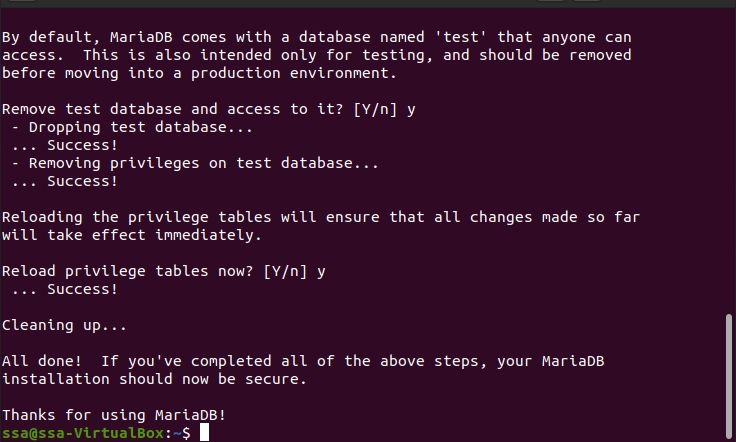 By default, MariaDB comes with a database named 'test' that anyone can
access.  This is also intended only for testing, and should be removed
before moving into a production environment.
Remove test database and access to it? [Y/n] y
 - Dropping test database...
 ... Success!
 - Removing privileges on test database...
 ... Success!
Reloading the privilege tables will ensure that all changes made so far
will take effect immediately.
Reload privilege tables now? [Y/n] y
 ... Success!
Cleaning up...
All done!  If you've completed all of the above steps, your MariaDB
installation should now be secure.
Thanks for using MariaDB!
ssa@ssa-VirtualBox:~$